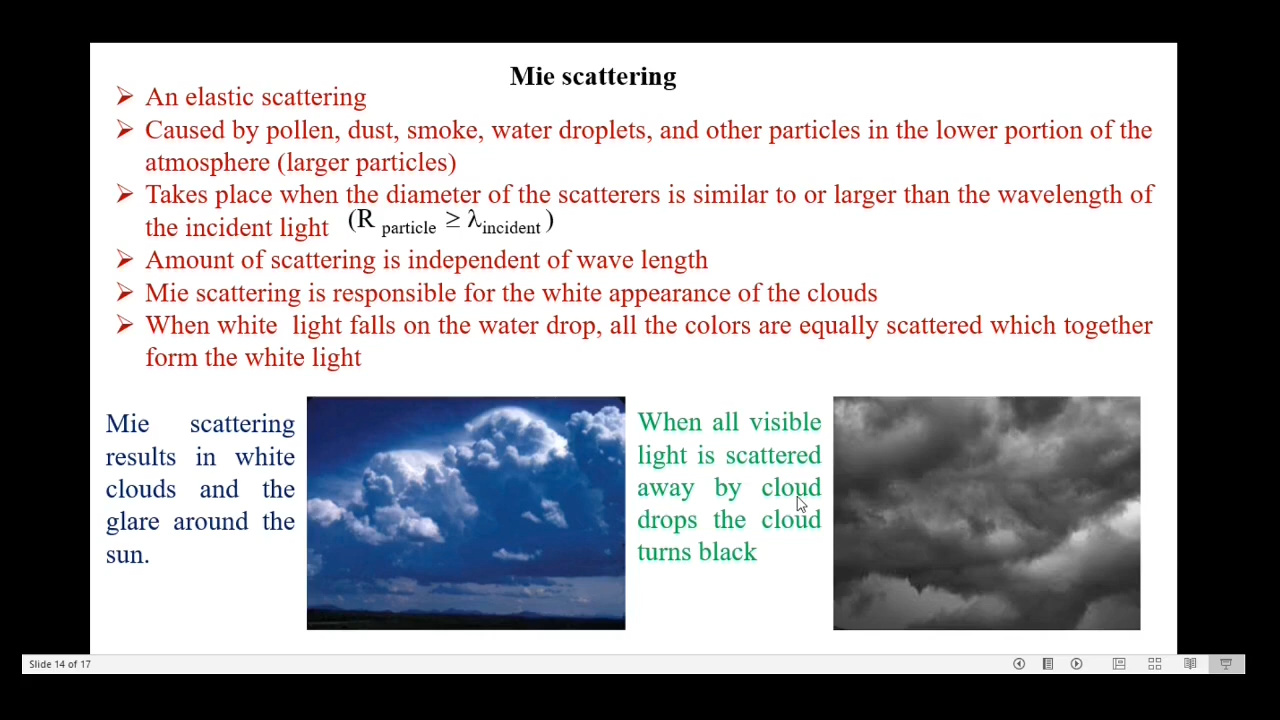 Mie scattering
➢ An elastic scattering
➢ Caused by pollen, dust, smoke, water droplets, and other particles in the lower portion of the
atmosphere (larger particles)
➢ Takes place when the diameter of the scatterers is similar to or larger than the wavelength of
the incident light (R particle ≥ λincident )
➢ Amount of scattering is independent of wave length
➢ Mie scattering is responsible for the white appearance of the clouds
➢ When white light falls on the water drop, all the colors are equally scattered which together
form the white light
Mie scattering
results in white
clouds and the
glare around the
sun.
When all visible
light is scattered
away by cloud
drops the cloud
turns black
Slide 14 of 17